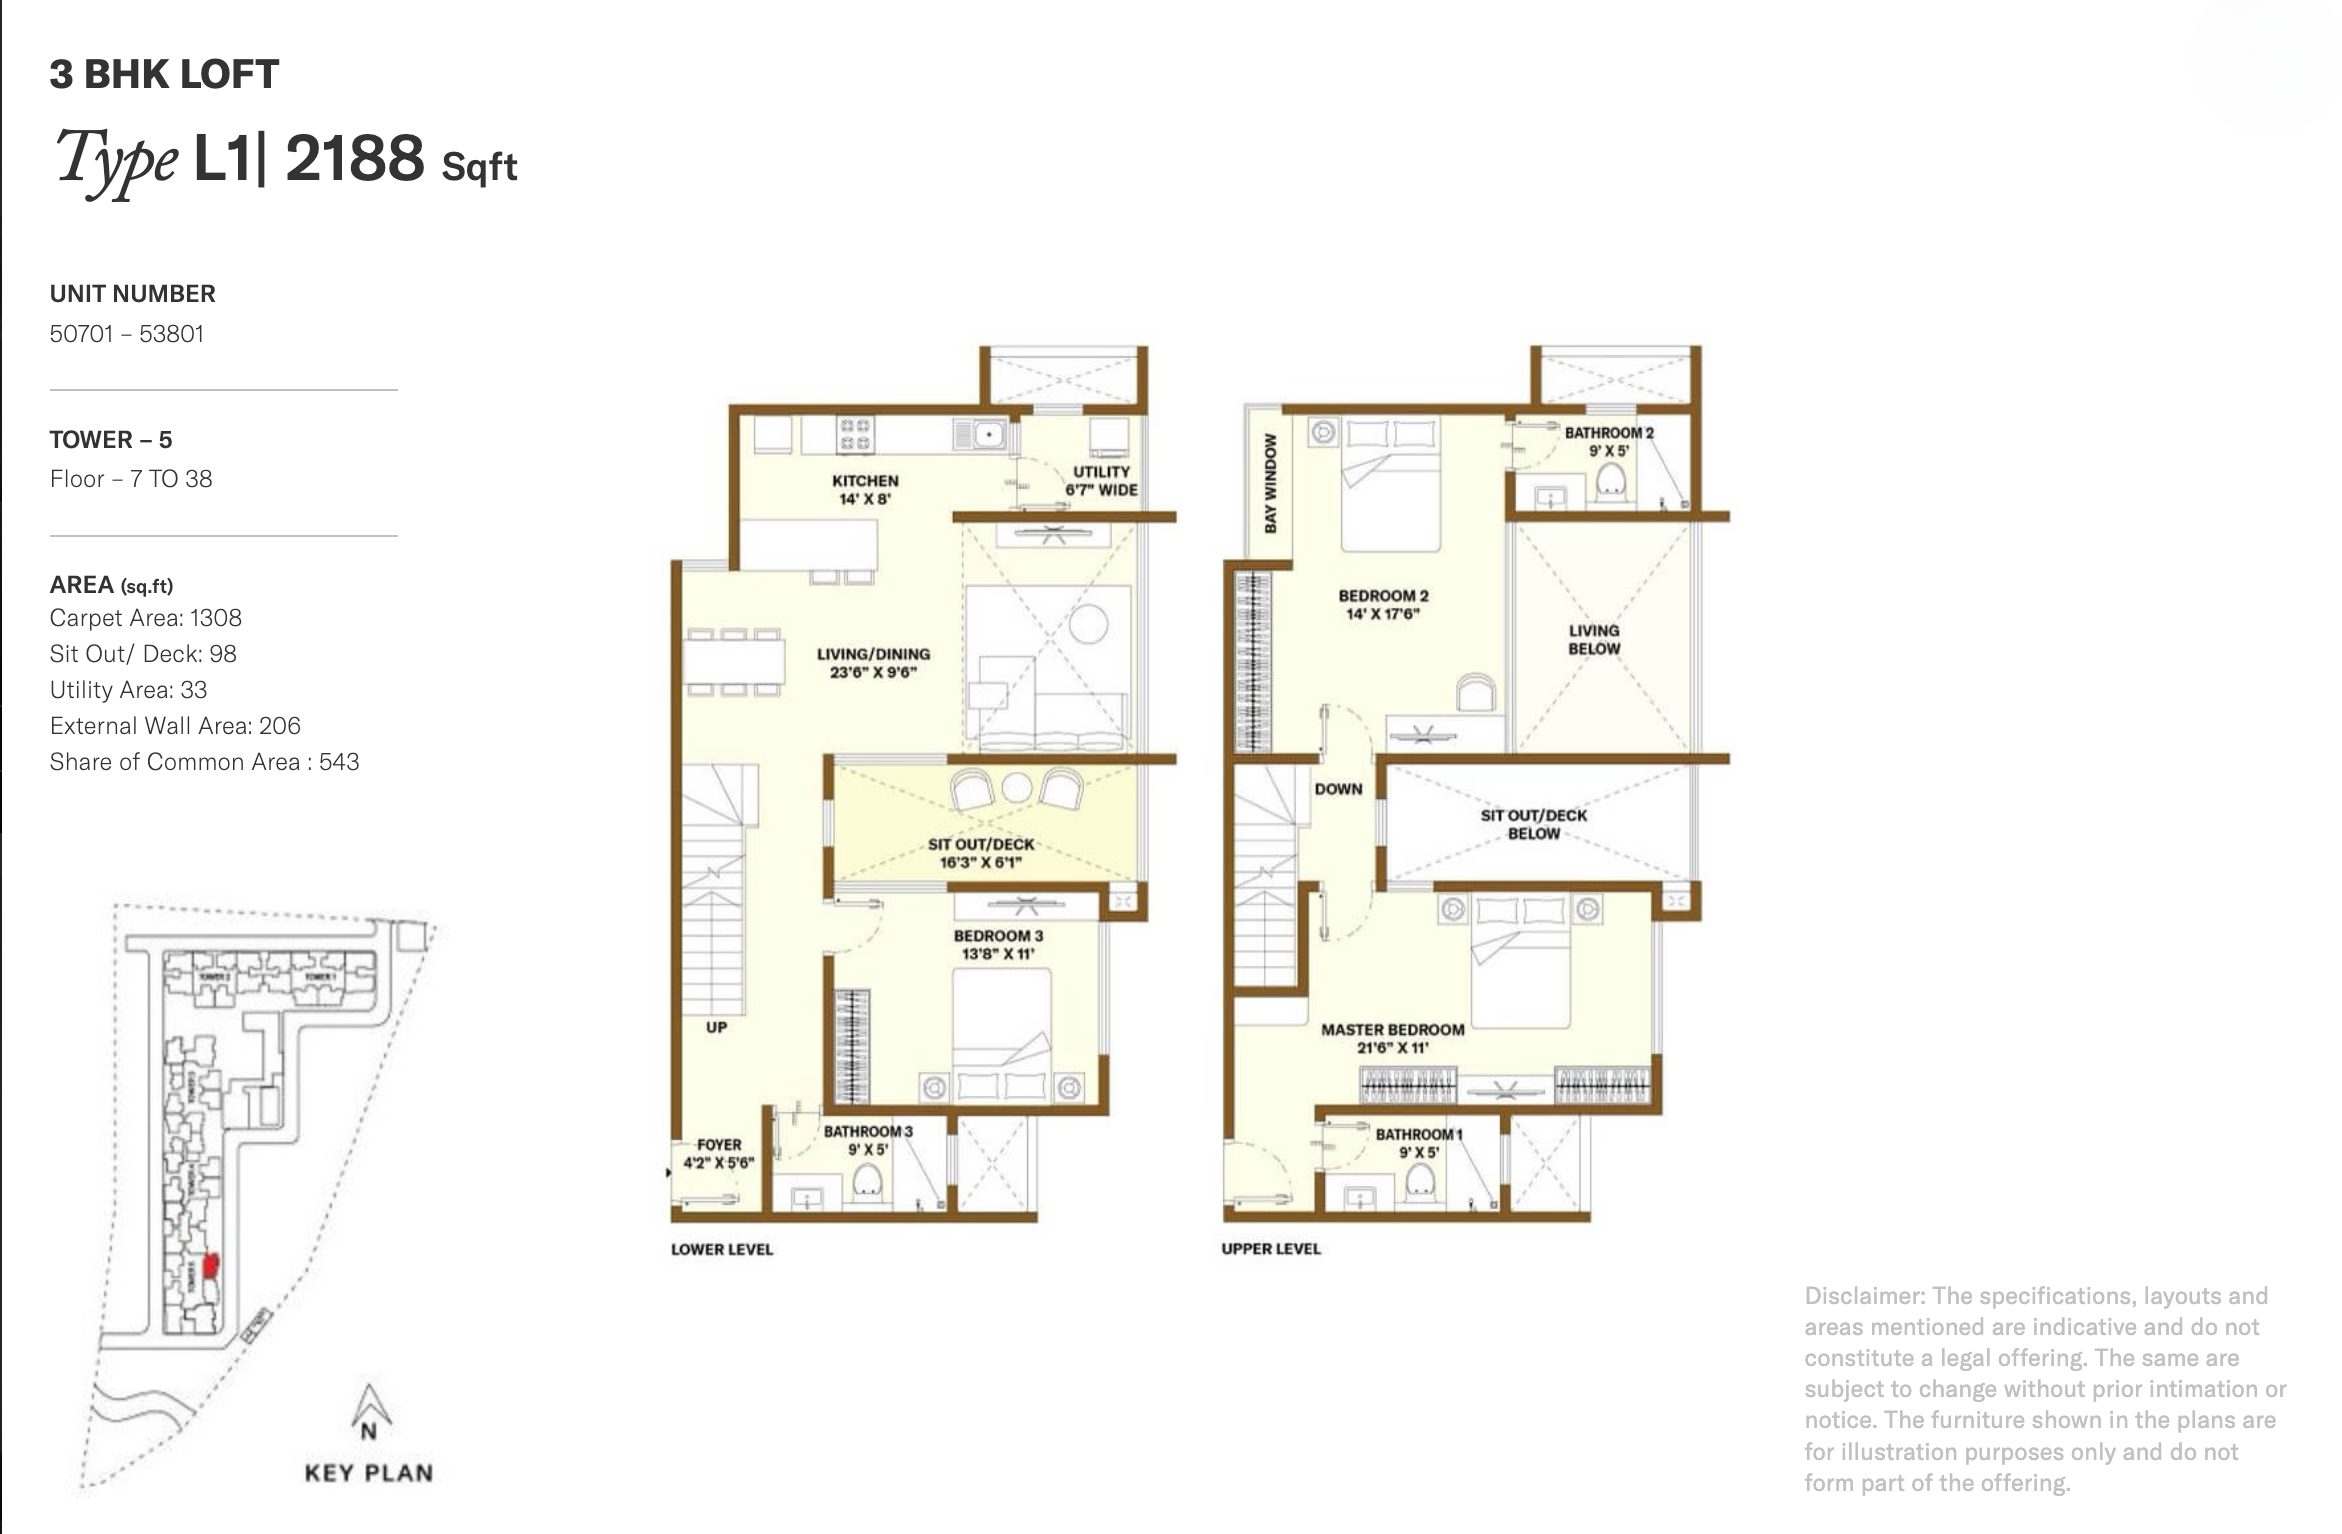 3 BHK LOFT
Type L1| 2188 Sqft
UNIT NUMBER
50701 – 53801
TOWER – 5
Floor – 7 TO 38
AREA (sq.ft)
Carpet Area: 1308
Sit Out/ Deck: 98
Utility Area: 33
External Wall Area: 206
Share of Common Area : 543
TOWER 2
TOWER 1
N
KEY PLAN
KITCHEN
14' X 8'
UTILITY
6'7" WIDE
LIVING/DINING
23'6" X 9'6"
SIT OUT/DECK
16'3" X 6'1"
BEDROOM 3
13'8" X 11'
UP
FOYER
4'2" X 5'6"
BATHROOM 3
9' X 5'
LOWER LEVEL
BAY WINDOW
BATHROOM 2
9' X 5'
BEDROOM 2
14' X 17'6"
LIVING
BELOW
DOWN
SIT OUT/DECK
BELOW
MASTER BEDROOM
21'6" X 11'
BATHROOM 1
9' X 5'
UPPER LEVEL
Disclaimer: The specifications, layouts and
areas mentioned are indicative and do not
constitute a legal offering. The same are
subject to change without prior intimation or
notice. The furniture shown in the plans are
for illustration purposes only and do not
form part of the offering.